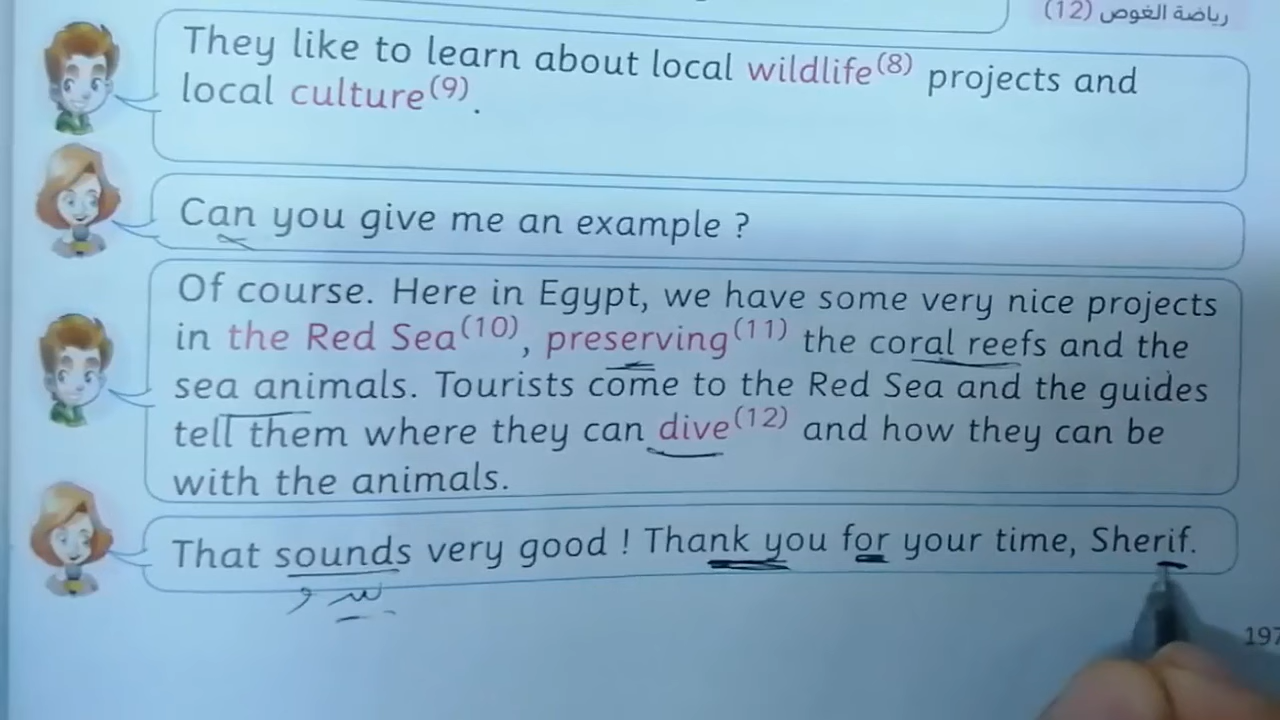 رياضة الغوص (12)
They like to learn about local wildlife(8) projects and
local culture(9).
Can you give me an example ?
Of course. Here in Egypt, we have some very nice projects
in the Red Sea(10), preserving(11) the coral reefs and the
sea animals. Tourists come to the Red Sea and the guides
tell them where they can dive(12) and how they can be
with the animals.
That sounds very good ! Thank you for your time, Sherif.
197